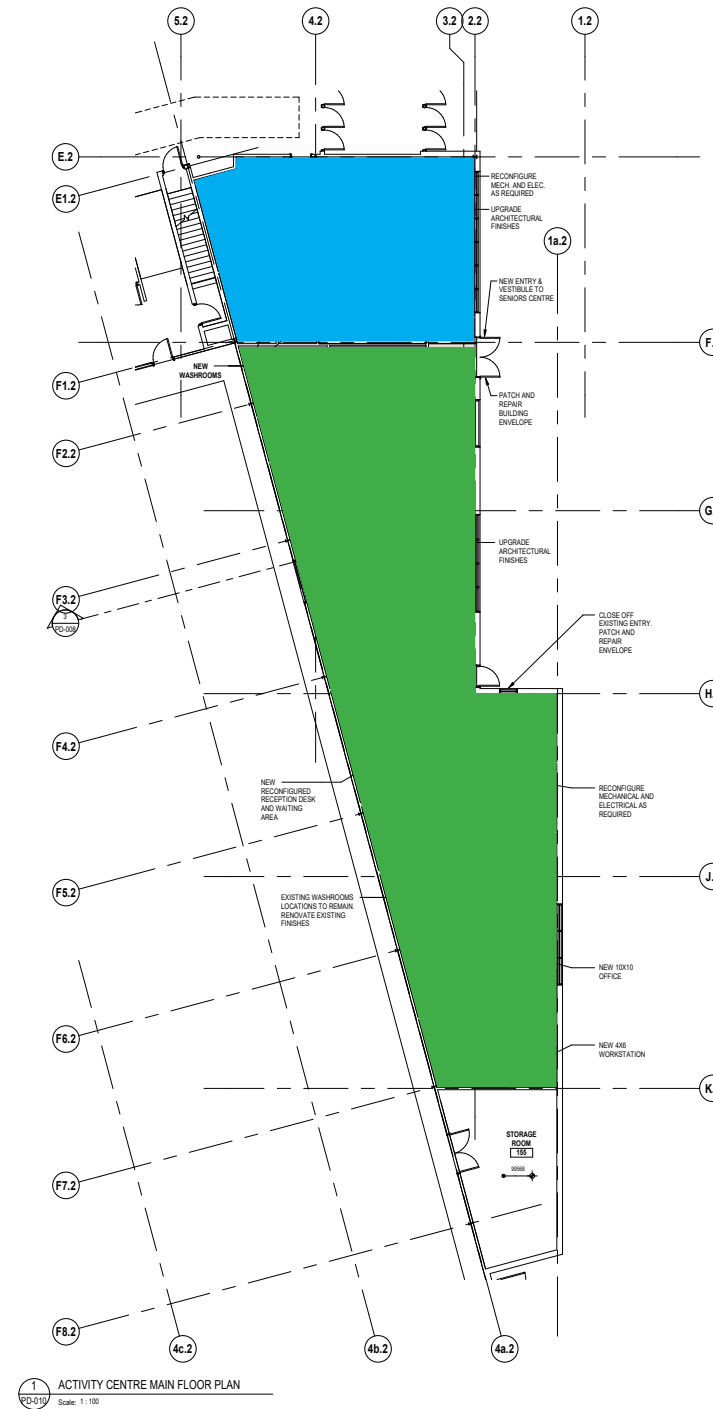 5.2
4.2
3.2
2.2
1.2
E.2
E1.2
RECONFIGURE
MECH. AND ELEC.
AS REQUIRED
UPGRADE
ARCHITECTURAL
FINISHES
1a.2
NEW ENTRY &
VESTIBULE TO
SENIORS CENTRE
F.
NEW
WASHROOMS
F1.2
PATCH AND
REPAIR
BUILDING
ENVELOPE
F2.2
G.
UPGRADE
ARCHITECTURAL
FINISHES
F3.2
3
PD-008
CLOSE OFF
EXISTING ENTRY.
PATCH AND
REPAIR
ENVELOPE
H.
F4.2
NEW
RECONFIGURED
RECEPTION DESK
AND WAITING
AREA
RECONFIGURE
MECHANICAL AND
ELECTRICAL AS
REQUIRED
J.
F5.2
EXISTING WASHROOMS
LOCATIONS TO REMAIN.
RENOVATE EXISTING
FINISHES
NEW 10X10
OFFICE
F6.2
NEW 4X6
WORKSTATION
K.
STORAGE
ROOM
155
99568
F7.2
F8.2
4c.2
4b.2
4a.2
1
PD-010
ACTIVITY CENTRE MAIN FLOOR PLAN
Scale: 1 : 100